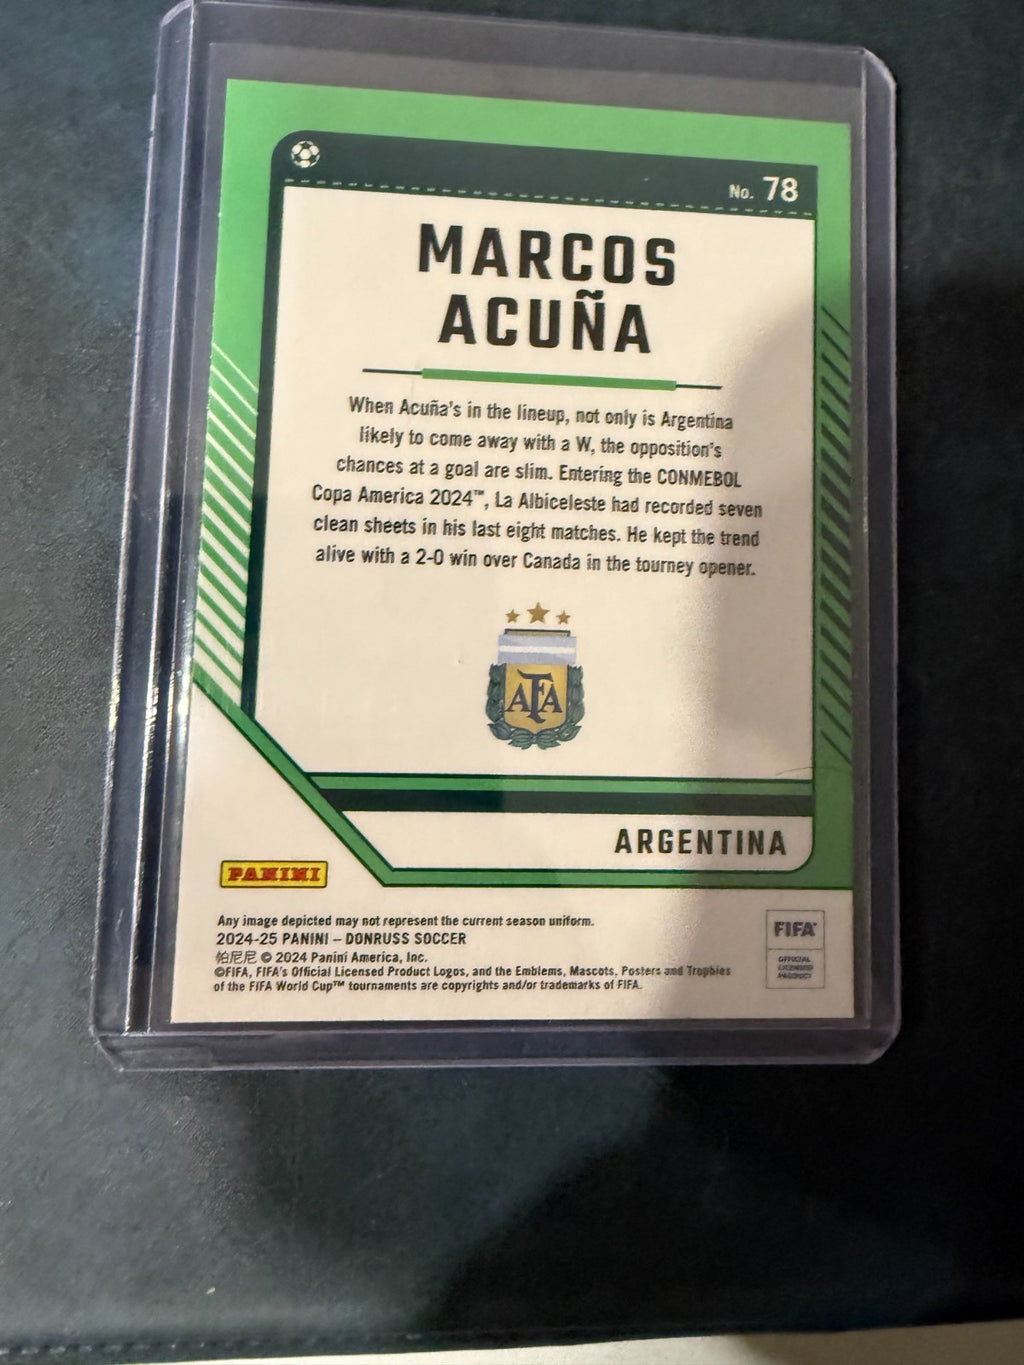 No. 78
MARCOS
ACUÑA
When Acuña's in the lineup, not only is Argentina
likely to come away with a W, the opposition's
chances at a goal are slim. Entering the CONMEBOL
Copa America 2024™, La Albiceleste had recorded seven
clean sheets in his last eight matches. He kept the trend
alive with a 2-0 win over Canada in the tourney opener.
AFA
ARGENTINA
PANINI
Any image depicted may not represent the current season uniform.
2024-25 PANINI – DONRUSS SOCCER
帕尼尼 © 2024 Panini America, Inc.
©FIFA, FIFA's Official Licensed Product Logos, and the Emblems, Mascots, Posters and Trophies
of the FIFA World Cup™ tournaments are copyrights and/or trademarks of FIFA.
FIFA®
OFFICIAL
LICENSED
PRODUCT